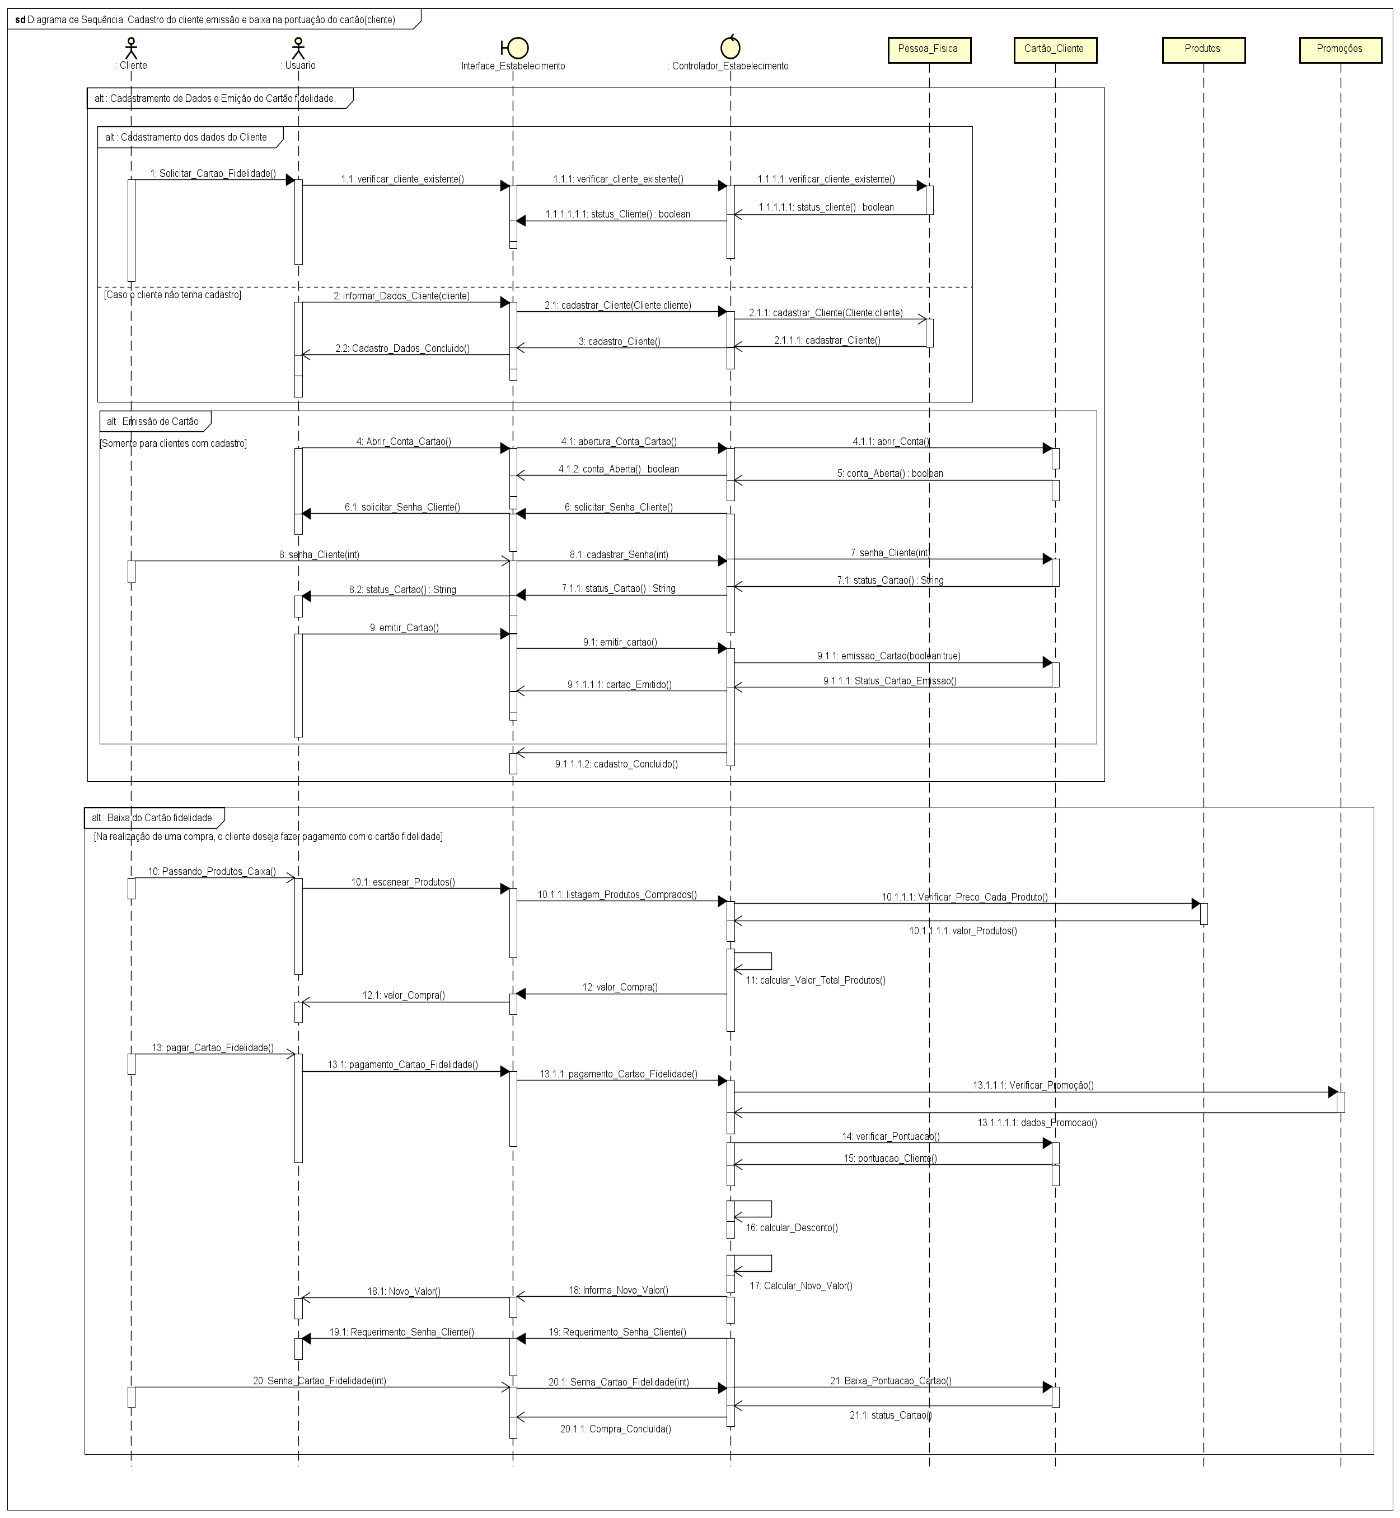 sd Diagrama de Sequência. Cadastro do cliente,emissão e baixa na pontuação do cartão(cliente)
: Cliente
: Usuario
Interface_Estabelecimento
: Controlador_Estabelecimento
Pessoa_Fisica
Cartão_Cliente
Produtos
Promoções
alt : Cadastramento de Dados e Emição do Cartão fidelidade
alt : Cadastramento dos dados do Cliente
1: Solicitar_Cartao_Fidelidade()
1.1: verificar_cliente_existente()
1.1.1: verificar_cliente_existente()
1.1.1.1: verificar_cliente_existente()
1.1.1.1.1: status_cliente() : boolean
1.1.1.1.1.1: status_Cliente() : boolean
[Caso o cliente não tenha cadastro]
2: informar_Dados_Cliente(cliente)
2.1: cadastrar_Cliente(Cliente:cliente)
2.1.1: cadastrar_Cliente(Cliente:cliente)
2.1.1.1: cadastrar_Cliente()
3: cadastro_Cliente()
2.2: Cadastro_Dados_Concluido()
alt : Emissão de Cartão
[Somente para clientes com cadastro]
4: Abrir_Conta_Cartao()
4.1: abertura_Conta_Cartao()
4.1.1: abrir_Conta()
4.1.2: conta_Aberta() : boolean
5: conta_Aberta() : boolean
6.1: solicitar_Senha_Cliente()
6: solicitar_Senha_Cliente()
8: senha_Cliente(int)
8.1: cadastrar_Senha(int)
7: senha_Cliente(int)
7.1: status_Cartao() : String
7.1.1: status_Cartao() : String
8.2: status_Cartao() : String
9: emitir_Cartao()
9.1: emitir_cartao()
9.1.1: emissao_Cartao(boolean:true)
9.1.1.1: Status_Cartao_Emissao()
9.1.1.1.1: cartao_Emitido()
9.1.1.1.2: cadastro_Concluido()
alt : Baixa do Cartão fidelidade
[Na realização de uma compra, o cliente deseja fazer pagamento com o cartão fidelidade]
10: Passando_Produtos_Caixa()
10.1: escanear_Produtos()
10.1.1: listagem_Produtos_Comprados()
10.1.1.1: Verificar_Preco_Cada_Produto()
10.1.1.1.1: valor_Produtos()
11: calcular_Valor_Total_Produtos()
12: valor_Compra()
12.1: valor_Compra()
13: pagar_Cartao_Fidelidade()
13.1: pagamento_Cartao_Fidelidade()
13.1.1: pagamento_Cartao_Fidelidade()
13.1.1.1: Verificar_Promoção()
13.1.1.1.1: dados_Promocao()
14: verificar_Pontuacao()
15: pontuacao_Cliente()
16: calcular_Desconto()
17: Calcular_Novo_Valor()
18.1: Novo_Valor()
18: Informa_Novo_Valor()
19.1: Requerimento_Senha_Cliente()
19: Requerimento_Senha_Cliente()
20: Senha_Cartao_Fidelidade(int)
20.1: Senha_Cartao_Fidelidade(int)
21: Baixa_Pontuacao_Cartao()
21.1: status_Cartao()
20.1.1: Compra_Concluida()